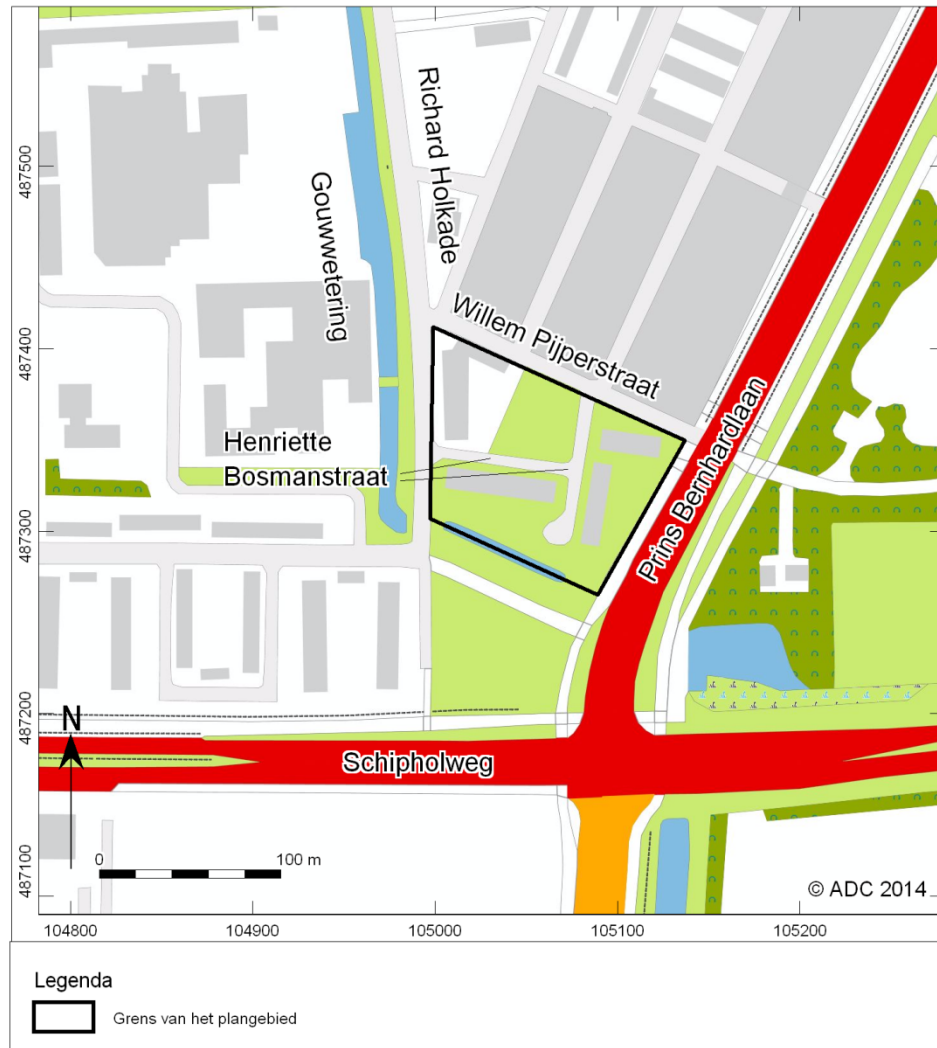 Richard Holkade
Gouwwetering
Willem Pijperstraat
Henriette
Bosmanstraat
Prins Bernhardlaan
Schipholweg
N
0
100 m
© ADC 2014
487500
487400
487300
487200
487100
104800
104900
105000
105100
105200
Legenda
Grens van het plangebied